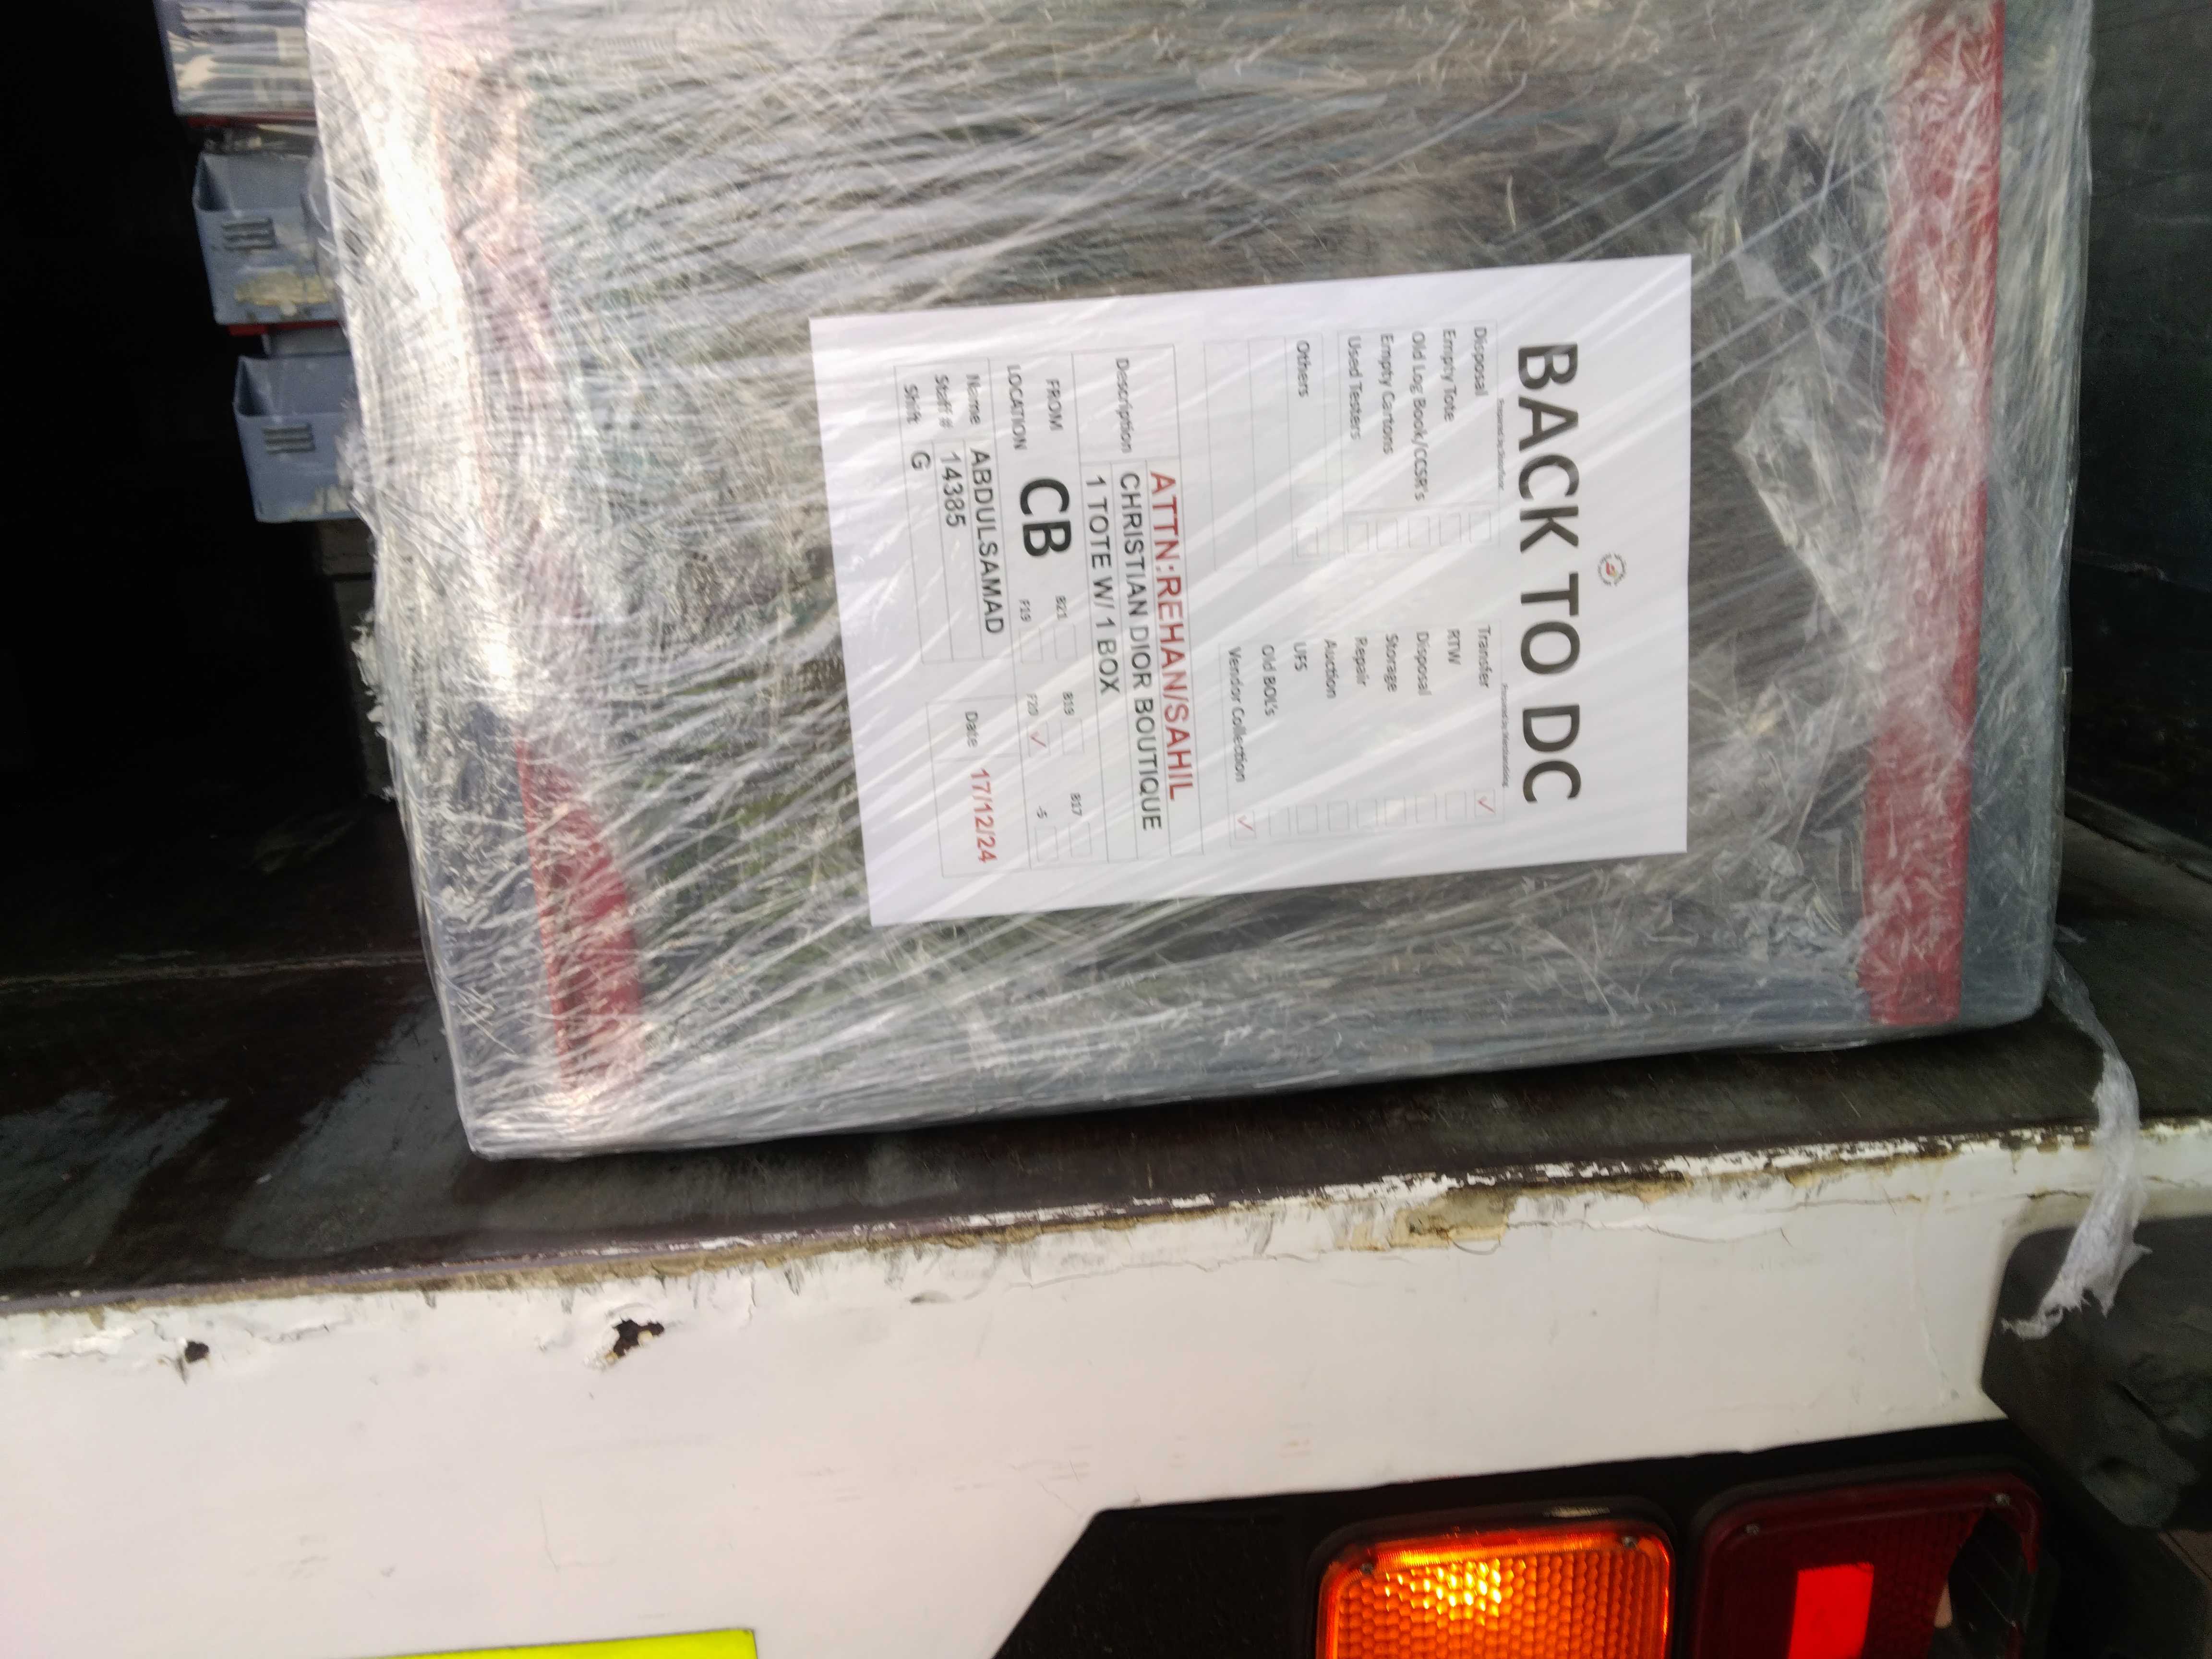 BACK TO DC
Disposal
Empty Tote
Old Log Book/CCSR's
Empty Cartons
Used Testers
Others
Transfer ✓
RTW
Disposal
Storage
Repair
Auction
UFS
Old BOL's
Vendor Collection ✓
ATTN:REHAN/SAHIL
Description CHRISTIAN DIOR BOUTIQUE
1 TOTE W/ 1 BOX
FROM LOCATION CB
B21 B19 B17
F19 F20 ✓ -5
Name ABDULSAMAD
Staff # 14385
Shift G
Date 17/12/24